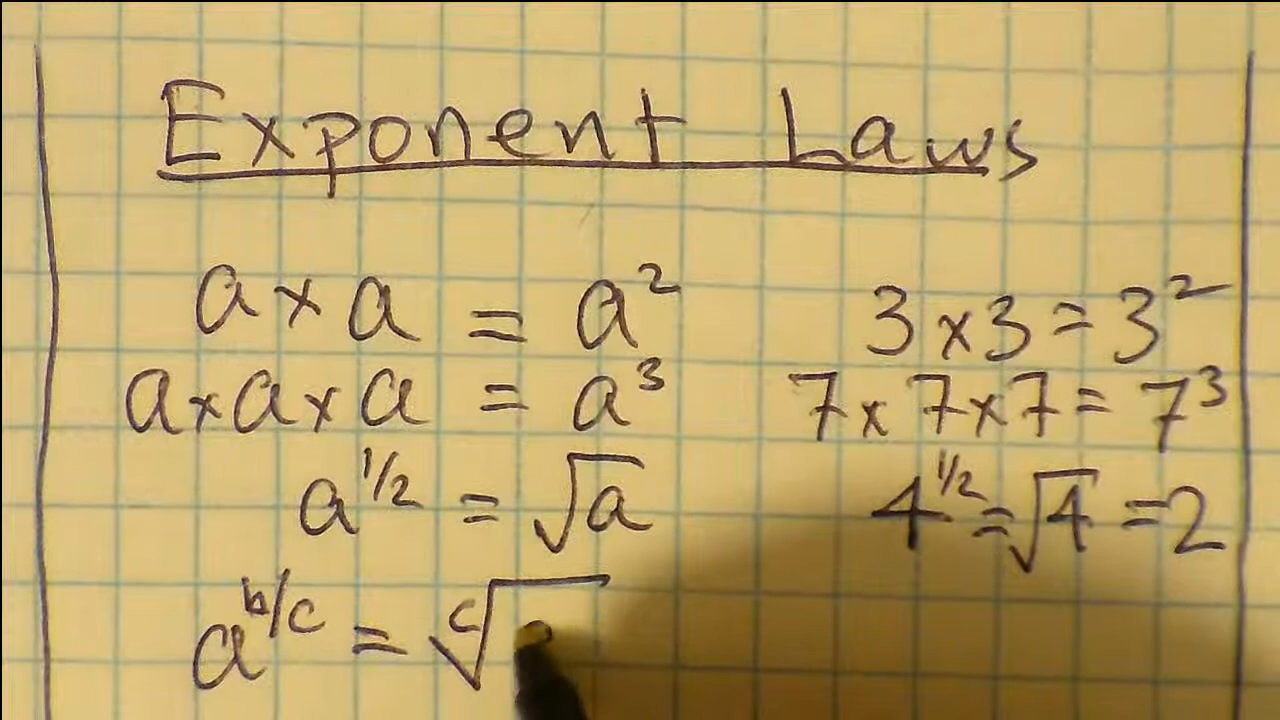 Exponent Laws
a × a = a² 3 × 3 = 3²
a × a × a = a³ 7 × 7 × 7 = 7³
a^1/2 = √a 4^1/2 = √4 = 2
a^b/c = ᶜ√